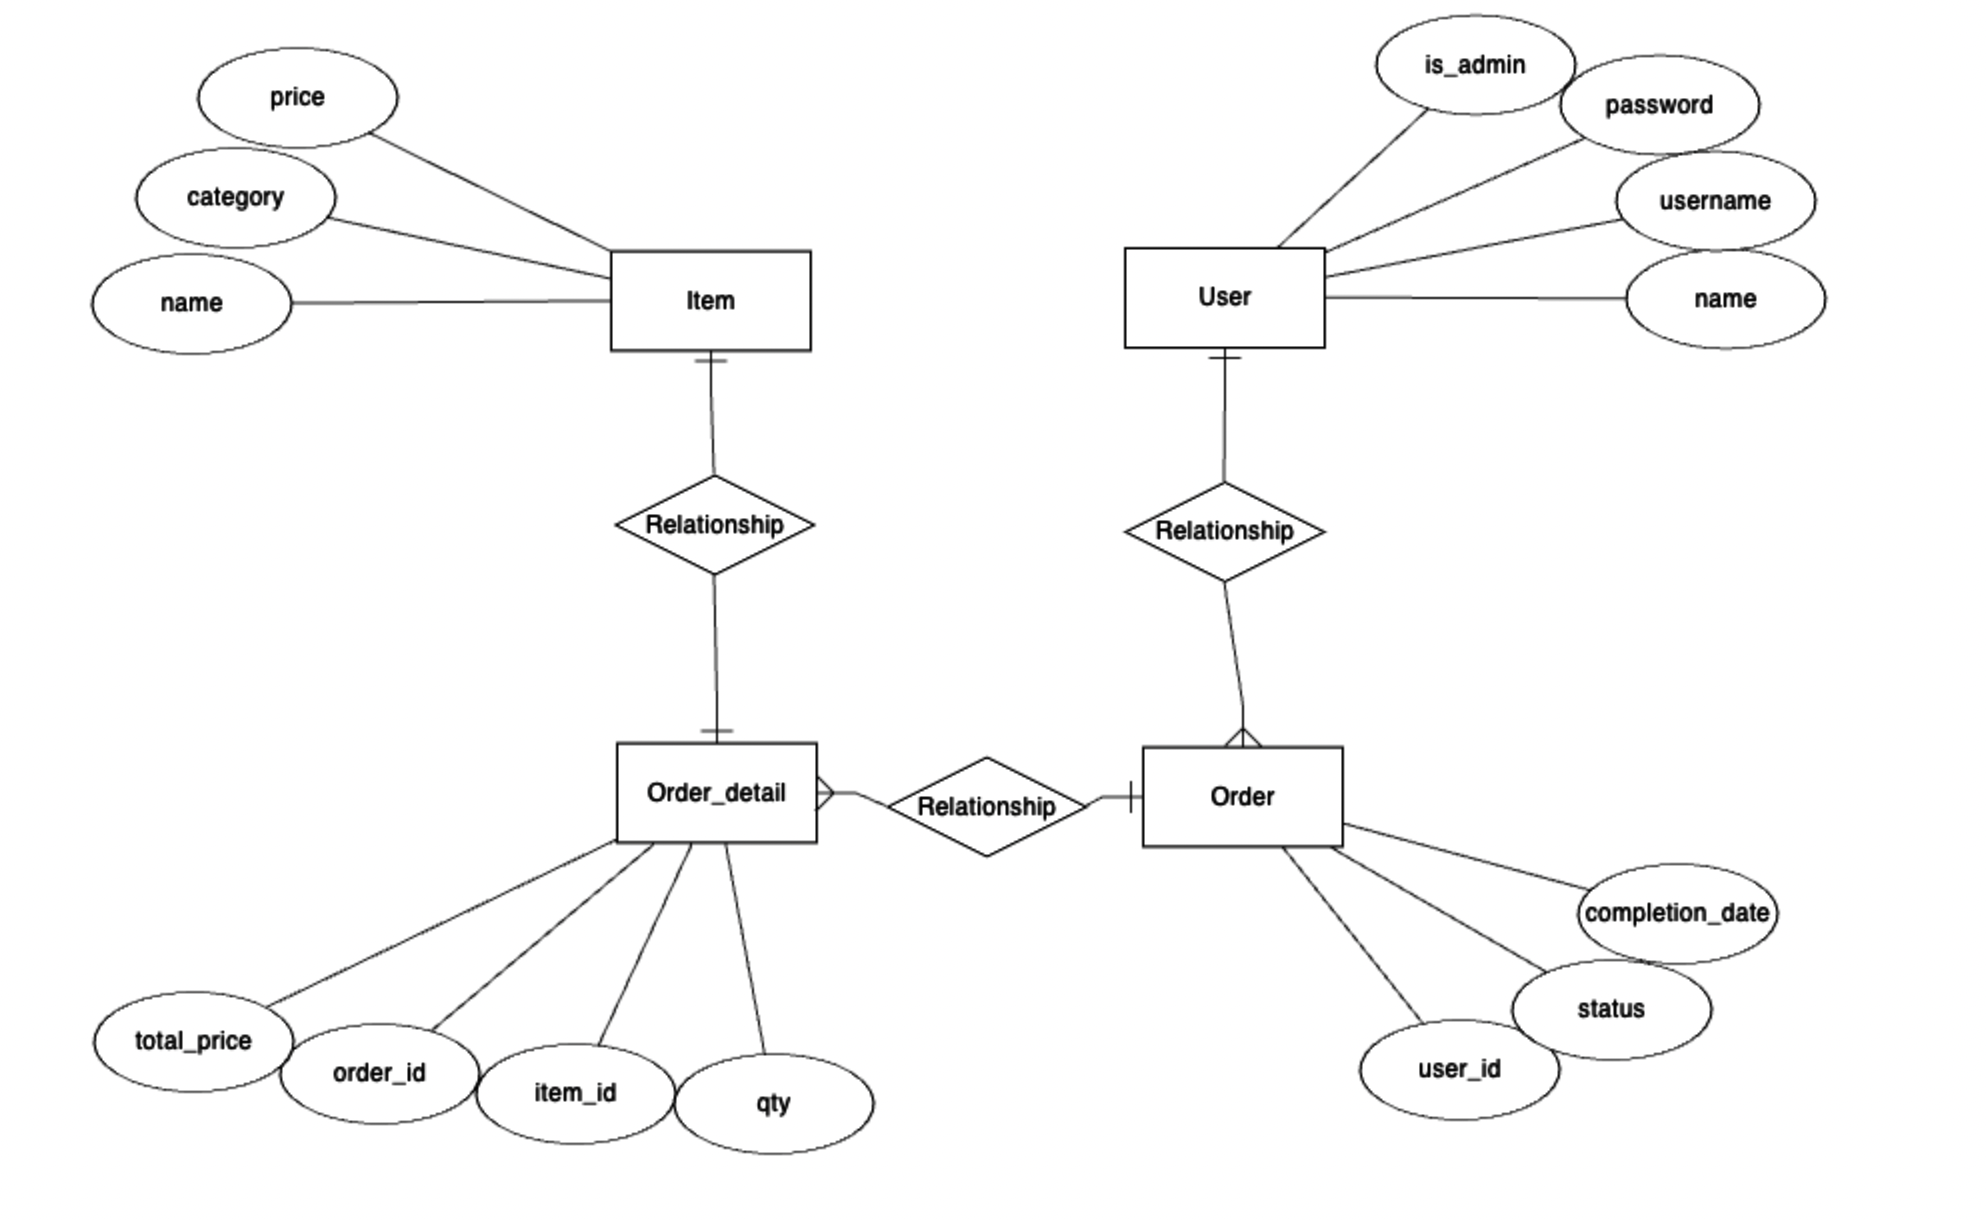 is_admin
price
password
category
username
name
name
Item
User
Relationship
Relationship
Order_detail
Relationship
Order
completion_date
status
total_price
order_id
item_id
qty
user_id